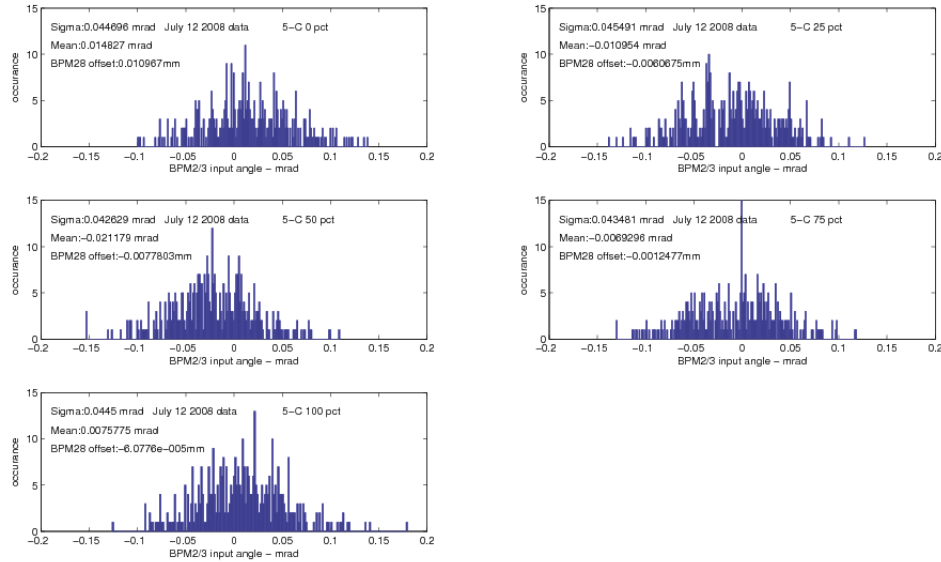 15
10
5
0
occurance
Sigma:0.044696 mrad July 12 2008 data 5-C 0 pct
Mean:0.014827 mrad
BPM28 offset:0.010967mm
-0.2 -0.15 -0.1 -0.05 0 0.05 0.1 0.15 0.2
BPM2/3 input angle - mrad
15
10
5
0
occurance
Sigma:0.045491 mrad July 12 2008 data 5-C 25 pct
Mean:-0.010954 mrad
BPM28 offset:-0.0060675mm
-0.2 -0.15 -0.1 -0.05 0 0.05 0.1 0.15 0.2
BPM2/3 input angle - mrad
15
10
5
0
occurance
Sigma:0.042629 mrad July 12 2008 data 5-C 50 pct
Mean:-0.021179 mrad
BPM28 offset:-0.0077803mm
-0.2 -0.15 -0.1 -0.05 0 0.05 0.1 0.15 0.2
BPM2/3 input angle - mrad
15
10
5
0
occurance
Sigma:0.043481 mrad July 12 2008 data 5-C 75 pct
Mean:-0.0069296 mrad
BPM28 offset:-0.0012477mm
-0.2 -0.15 -0.1 -0.05 0 0.05 0.1 0.15 0.2
BPM2/3 input angle - mrad
15
10
5
0
occurance
Sigma:0.0445 mrad July 12 2008 data 5-C 100 pct
Mean:0.0075775 mrad
BPM28 offset:-6.0776e-005mm
-0.2 -0.15 -0.1 -0.05 0 0.05 0.1 0.15 0.2
BPM2/3 input angle - mrad